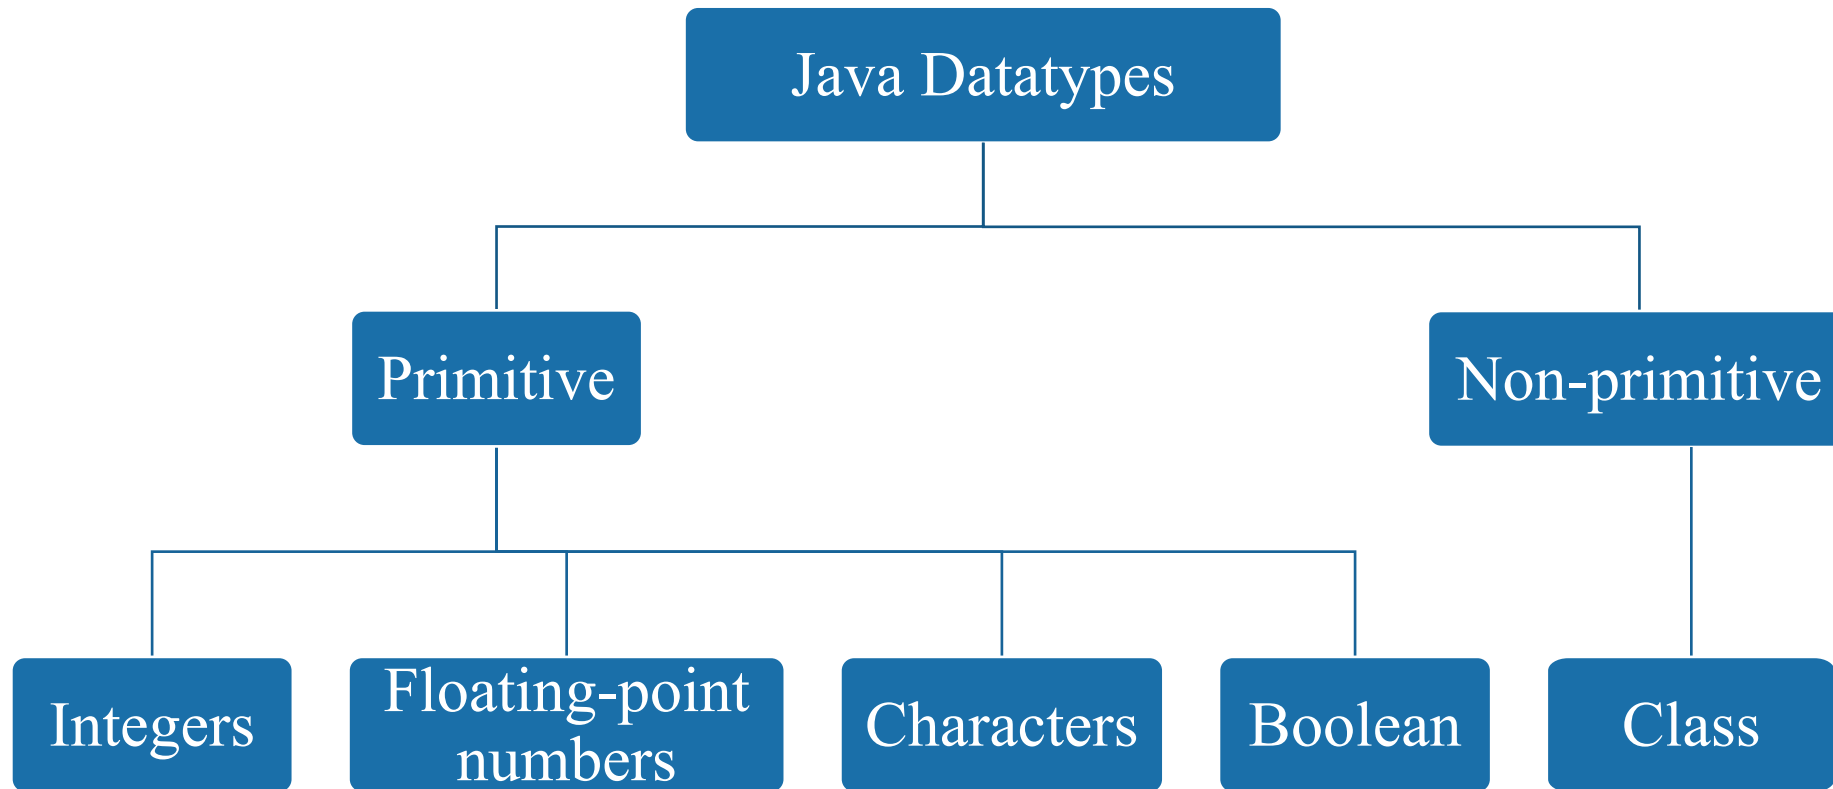 Java Datatypes
Primitive
Non-primitive
Integers
Floating-point
numbers
Characters
Boolean
Class